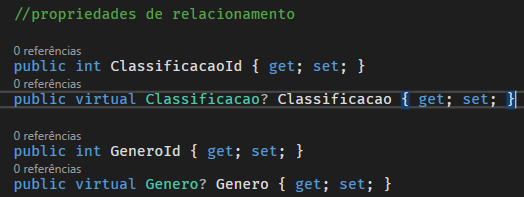 //propriedades de relacionamento
0 referências
public int ClassificacaoId { get; set; }
0 referências
public virtual Classificacao? Classificacao { get; set; }
0 referências
public int GeneroId { get; set; }
0 referências
public virtual Genero? Genero { get; set; }